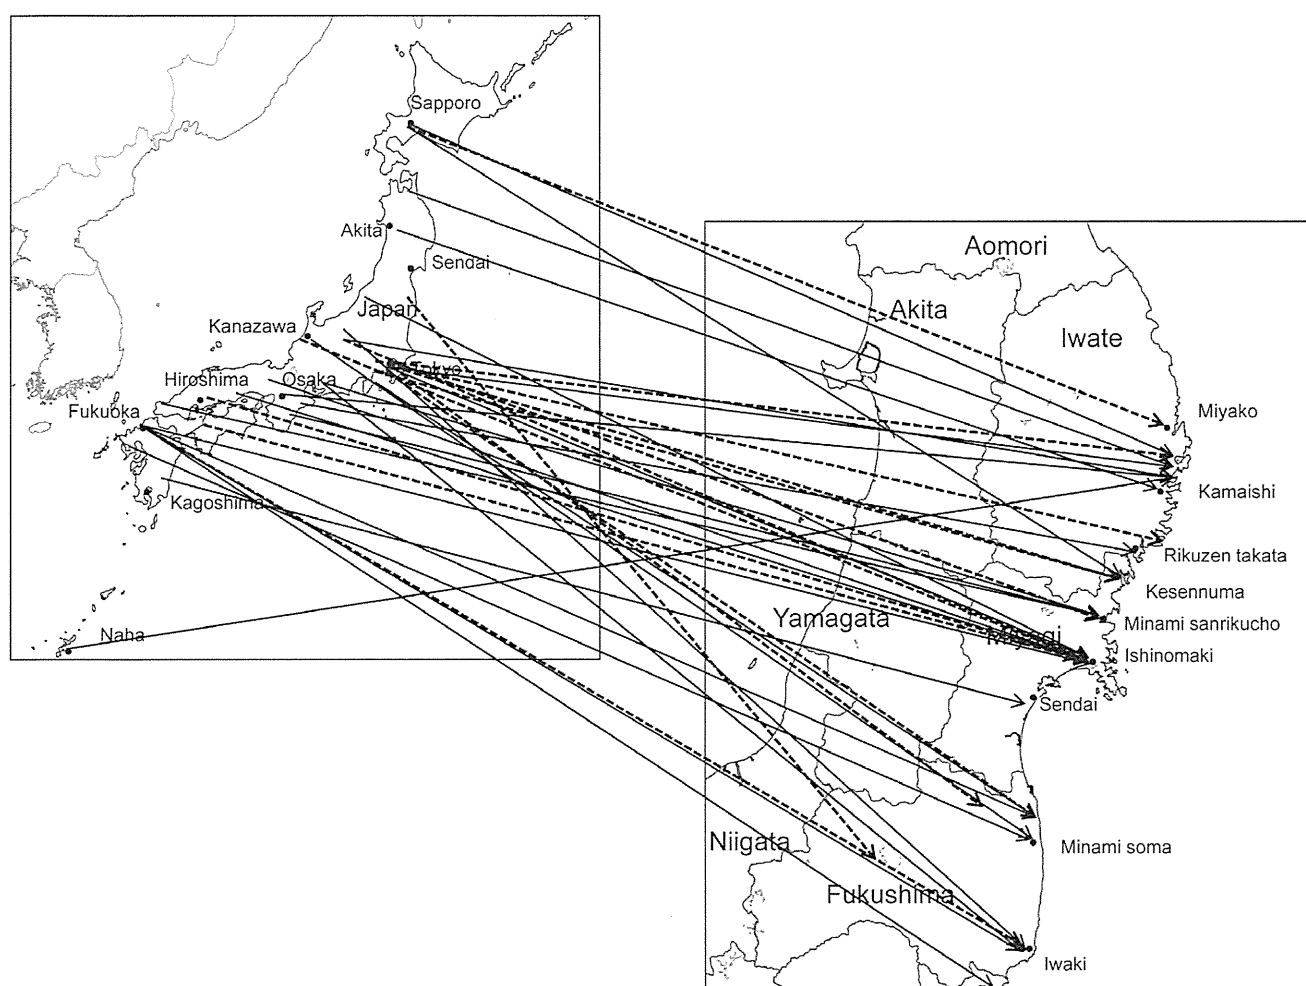 Sapporo
Akita
Sendai
Japan
Kanazawa
Tokyo
Hiroshima
Osaka
Fukuoka
Kagoshima
Naha
Aomori
Akita
Iwate
Miyako
Kamaishi
Rikuzen takata
Kesennuma
Yamagata
Minami sanrikucho
Miyagi
Ishinomaki
Sendai
Niigata
Minami soma
Fukushima
Iwaki